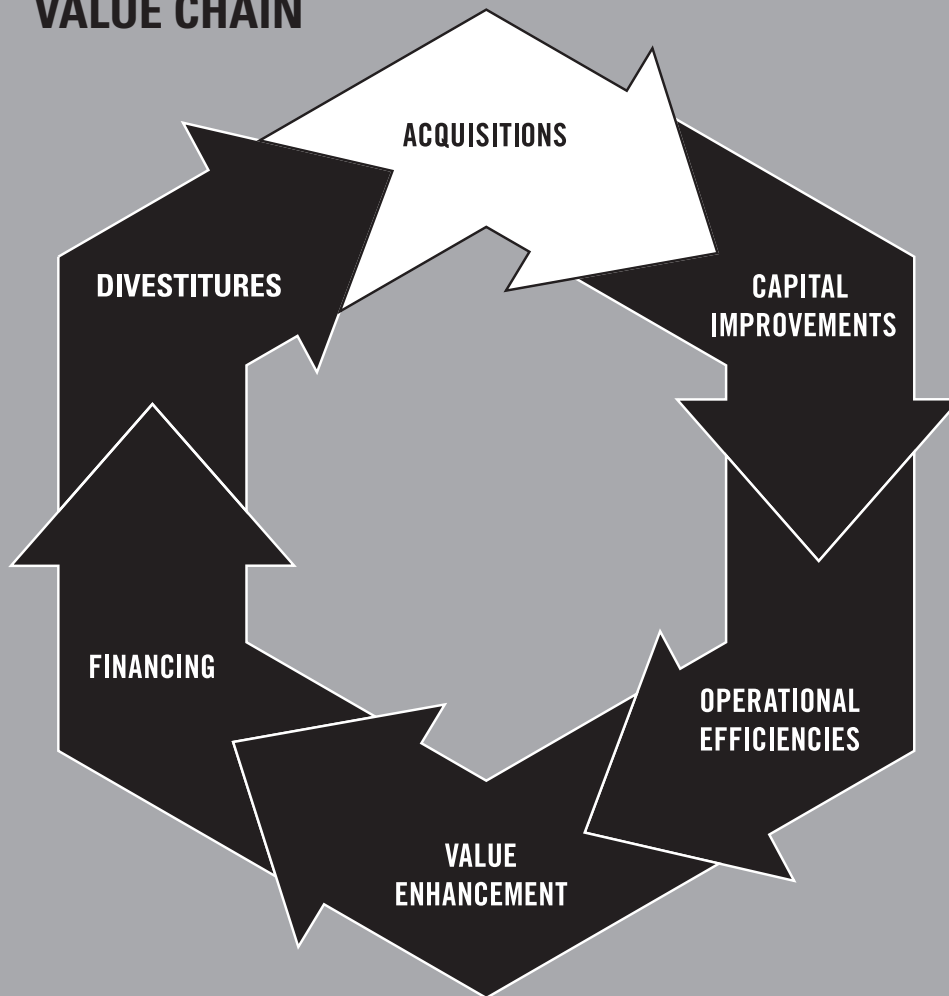 VALUE CHAIN
ACQUISITIONS
CAPITAL
IMPROVEMENTS
OPERATIONAL
EFFICIENCIES
VALUE
ENHANCEMENT
FINANCING
DIVESTITURES